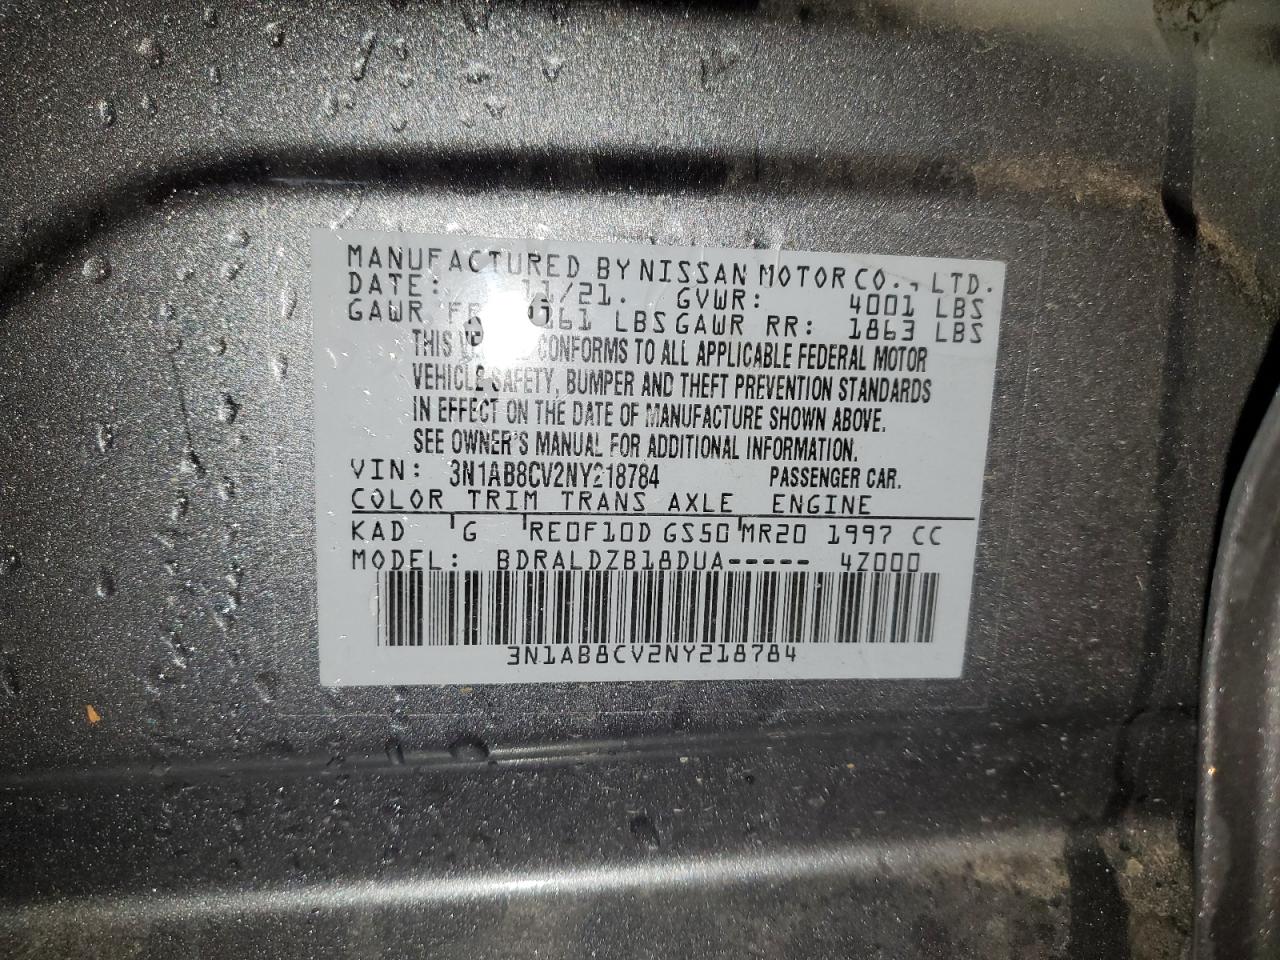 MANUFACTURED BY NISSAN MOTOR CO., LTD.
DATE: 11/21. GVWR: 4001 LBS
GAWR LBS GAWR RR: 1863 LBS
THIS CONFORMS TO ALL APPLICABLE FEDERAL MOTOR
VEHICLE SAFETY, BUMPER AND THEFT PREVENTION STANDARDS
IN EFFECT ON THE DATE OF MANUFACTURE SHOWN ABOVE.
SEE OWNER'S MANUAL FOR ADDITIONAL INFORMATION.
VIN: 3N1AB8CV2NY218784 PASSENGER CAR.
COLOR TRIM TRANS AXLE ENGINE
KAD G RE0F10D GS50 MR20 1997 CC
MODEL: BDRALDZB18DUA----- 4Z000
3N1AB8CV2NY218784